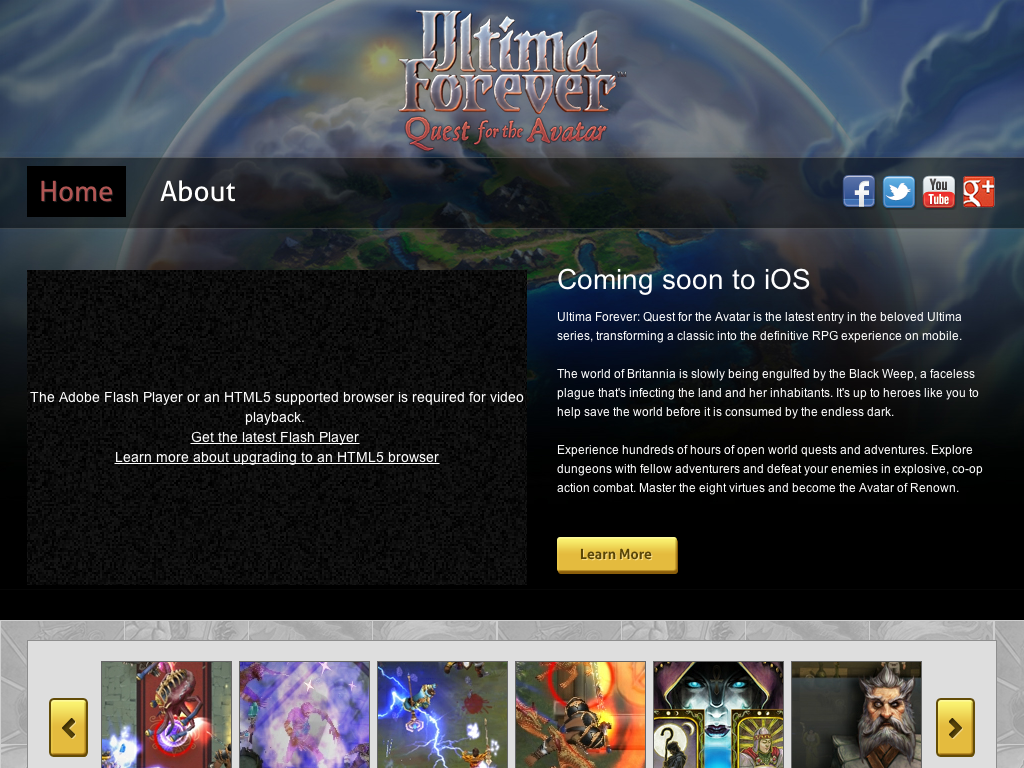 Ultima
Forever™
Quest for the Avatar
Home
About
You
Tube
g+
The Adobe Flash Player or an HTML5 supported browser is required for video
playback.
Get the latest Flash Player
Learn more about upgrading to an HTML5 browser
Coming soon to iOS
Ultima Forever: Quest for the Avatar is the latest entry in the beloved Ultima
series, transforming a classic into the definitive RPG experience on mobile.
The world of Britannia is slowly being engulfed by the Black Weep, a faceless
plague that's infecting the land and her inhabitants. It's up to heroes like you to
help save the world before it is consumed by the endless dark.
Experience hundreds of hours of open world quests and adventures. Explore
dungeons with fellow adventurers and defeat your enemies in explosive, co-op
action combat. Master the eight virtues and become the Avatar of Renown.
Learn More